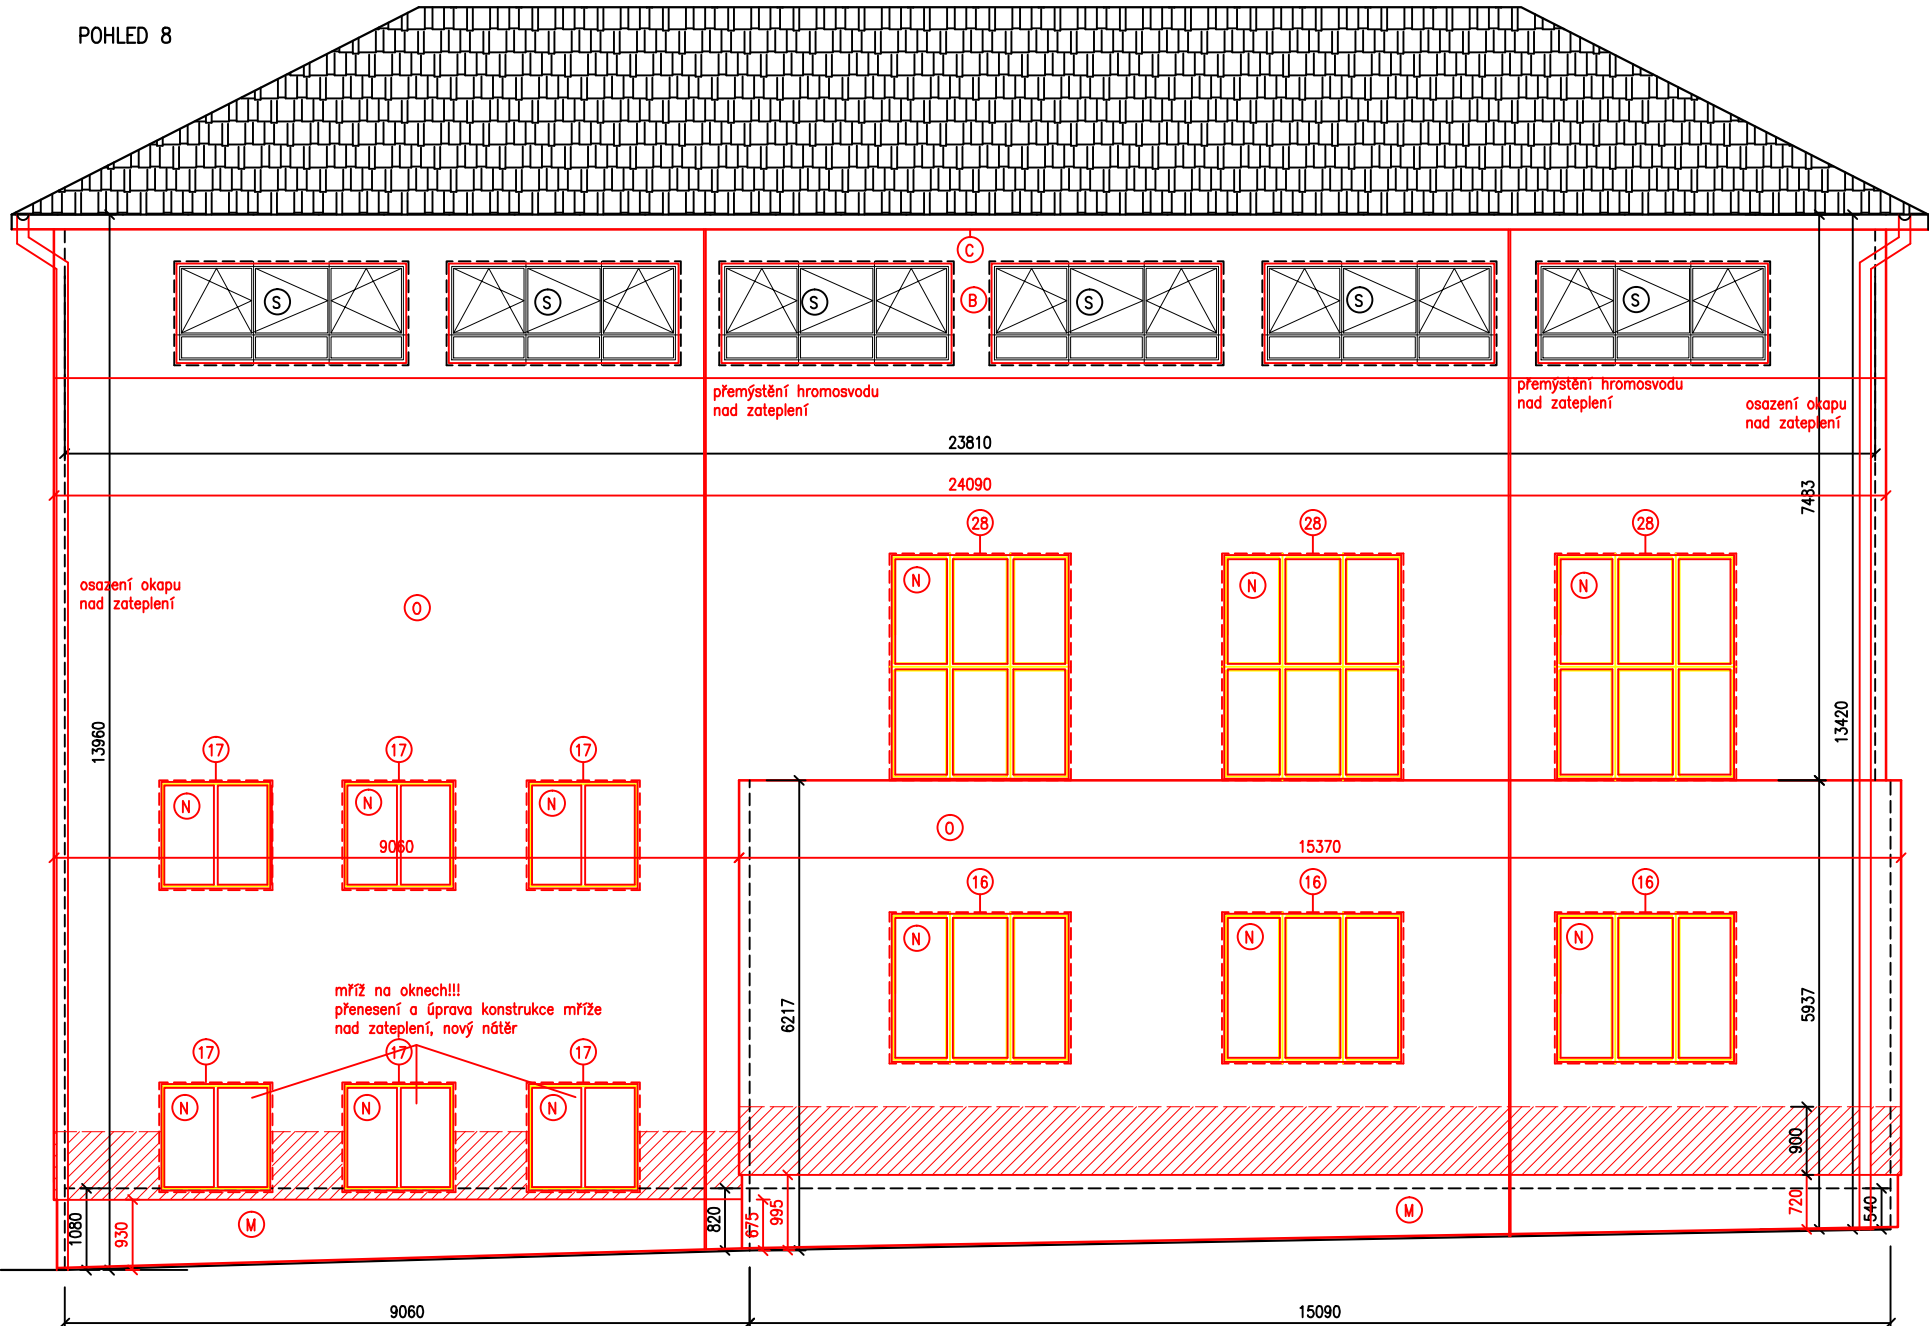 POHLED 8
C
S
S
S
B
S
S
S
přemýstění hromosvodu
nad zateplení
přemýstění hromosvodu
nad zateplení
osazení okapu
nad zateplení
23810
24090
7483
28
28
28
N
N
N
osazení okapu
nad zateplení
O
13960
13420
17
17
17
N
N
N
O
9060
15370
16
16
16
N
N
N
mříž na oknech!!!
přenesení a úprava konstrukce mříže
nad zateplení, nový nátěr
6217
5937
17
17
17
N
N
N
900
1080
930
M
820
675
995
M
720
540
9060
15090